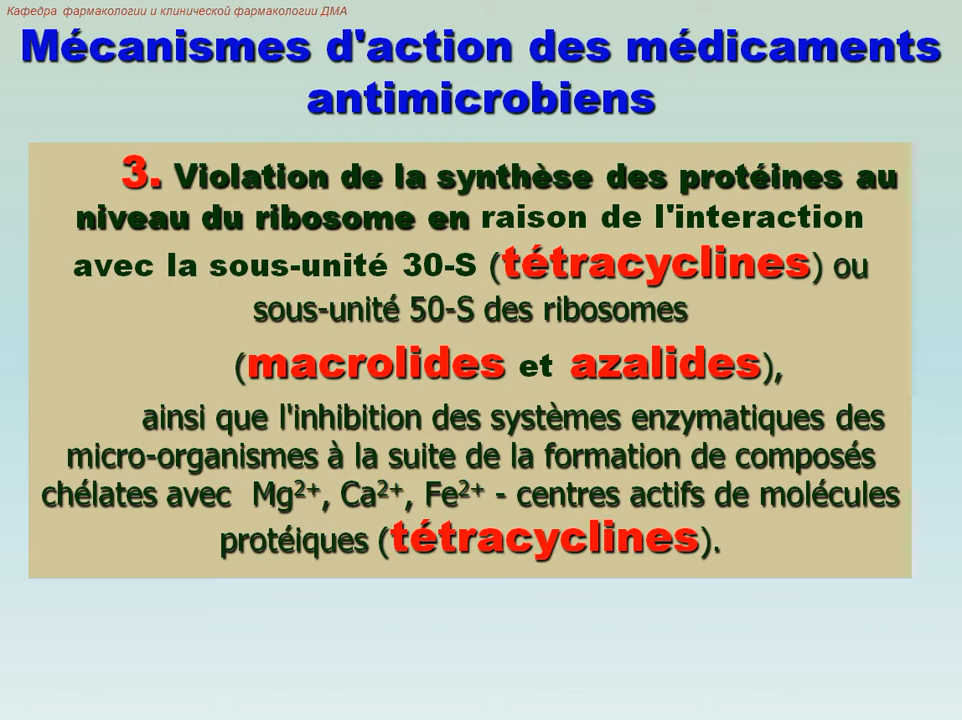 Кафедра фармакологии и клинической фармакологии ДМА
Mécanismes d'action des médicaments
antimicrobiens
3. Violation de la synthèse des protéines au
niveau du ribosome en raison de l'interaction
avec la sous-unité 30-S (tétracyclines) ou
sous-unité 50-S des ribosomes
(macrolides et azalides),
ainsi que l'inhibition des systèmes enzymatiques des
micro-organismes à la suite de la formation de composés
chélates avec Mg²⁺, Ca²⁺, Fe²⁺ - centres actifs de molécules
protéiques (tétracyclines).